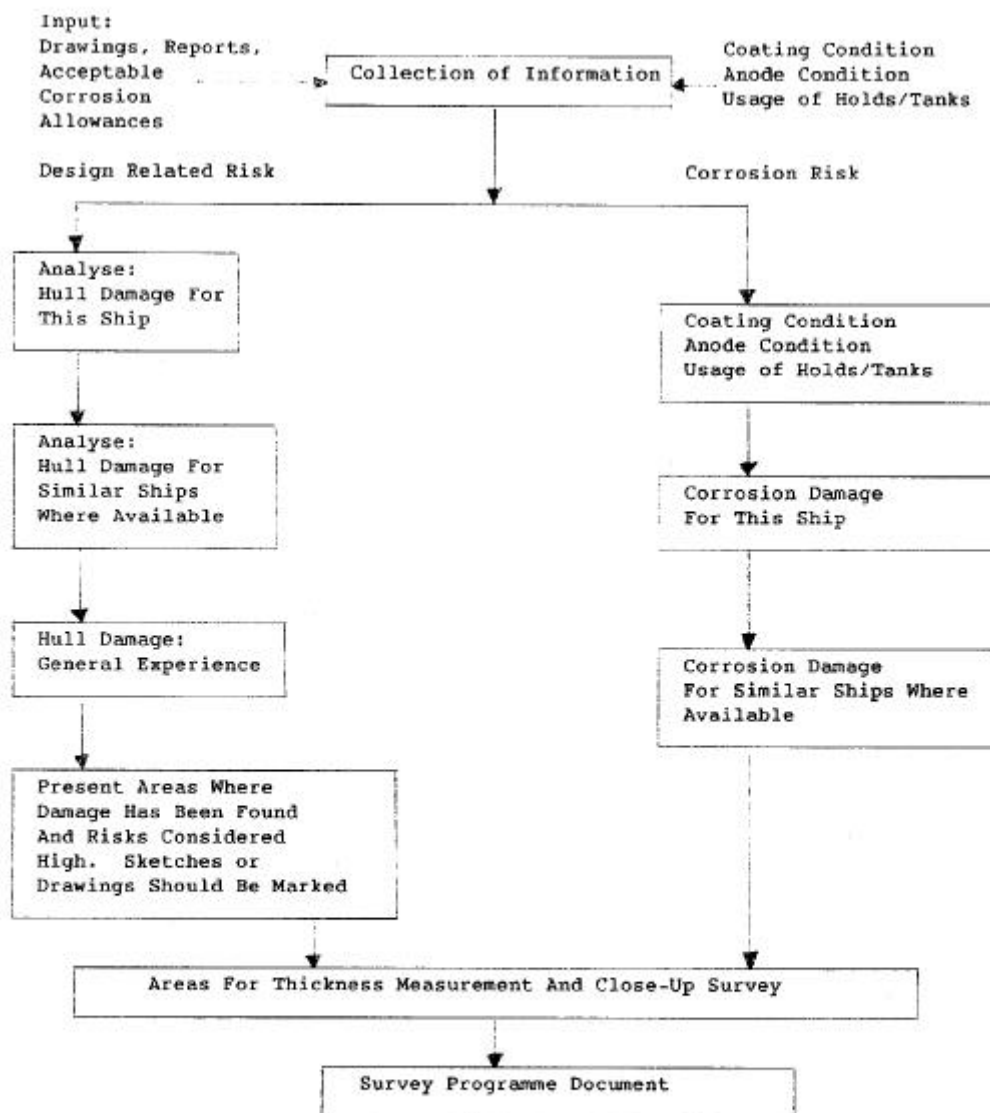 Input:
Drawings, Reports,
Acceptable
Corrosion
Allowances
Collection of Information
Coating Condition
Anode Condition
Usage of Holds/Tanks
Design Related Risk
Corrosion Risk
Analyse:
Hull Damage For
This Ship
Analyse:
Hull Damage For
Similar Ships
Where Available
Hull Damage:
General Experience
Present Areas Where
Damage Has Been Found
And Risks Considered
High. Sketches or
Drawings Should Be Marked
Coating Condition
Anode Condition
Usage of Holds/Tanks
Corrosion Damage
For This Ship
Corrosion Damage
For Similar Ships Where
Available
Areas For Thickness Measurement And Close-Up Survey
Survey Programme Document